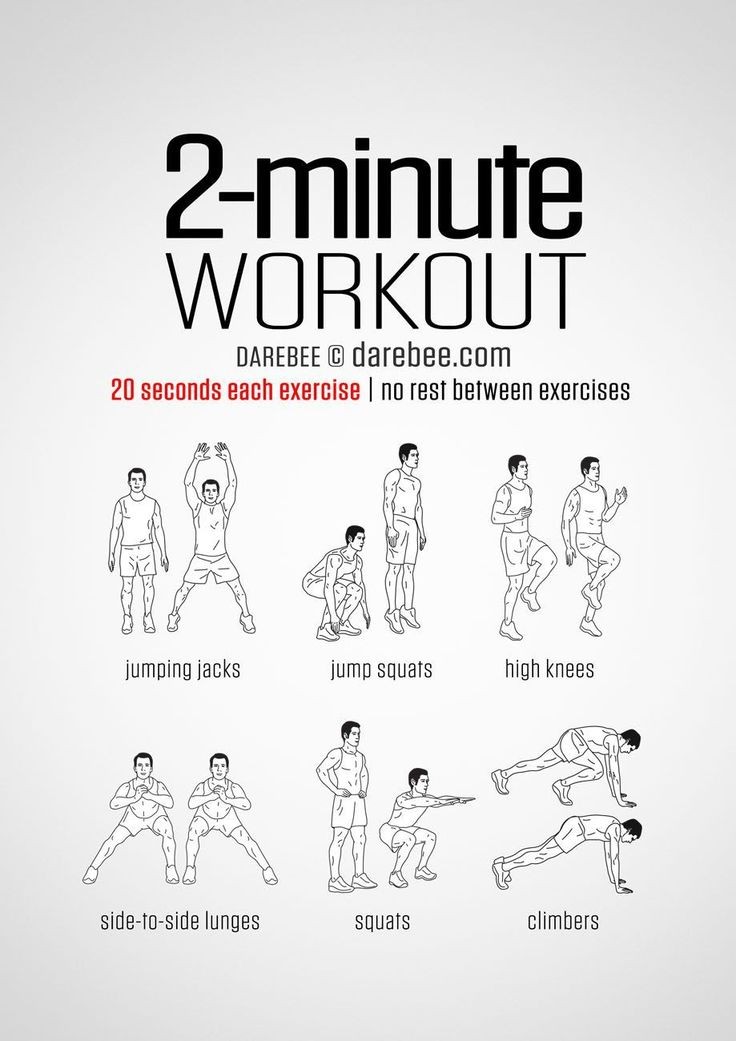 2-minute
WORKOUT
DAREBEE © darebee.com
20 seconds each exercise | no rest between exercises
jumping jacks
jump squats
high knees
side-to-side lunges
squats
climbers